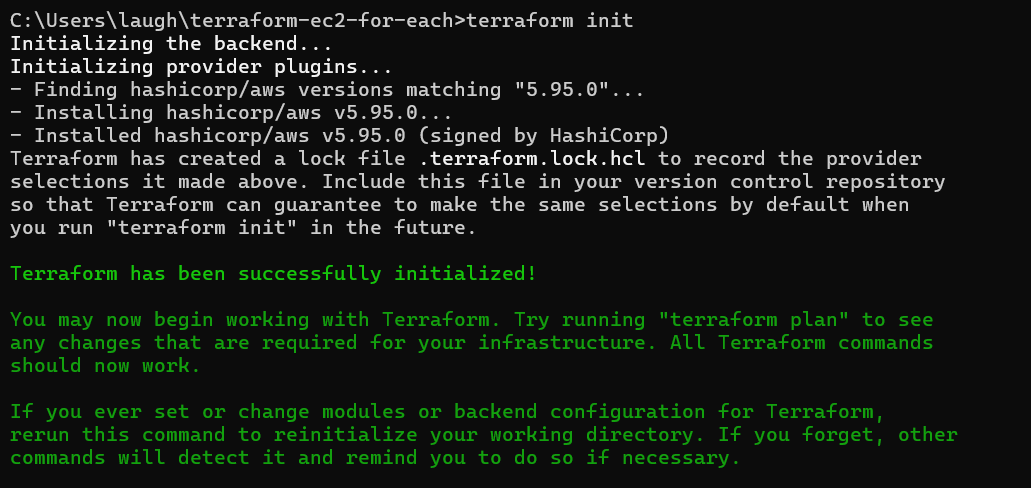 C:\Users\laugh\terraform-ec2-for-each>terraform init
Initializing the backend...
Initializing provider plugins...
- Finding hashicorp/aws versions matching "5.95.0"...
- Installing hashicorp/aws v5.95.0...
- Installed hashicorp/aws v5.95.0 (signed by HashiCorp)
Terraform has created a lock file .terraform.lock.hcl to record the provider
selections it made above. Include this file in your version control repository
so that Terraform can guarantee to make the same selections by default when
you run "terraform init" in the future.

Terraform has been successfully initialized!

You may now begin working with Terraform. Try running "terraform plan" to see
any changes that are required for your infrastructure. All Terraform commands
should now work.

If you ever set or change modules or backend configuration for Terraform,
rerun this command to reinitialize your working directory. If you forget, other
commands will detect it and remind you to do so if necessary.